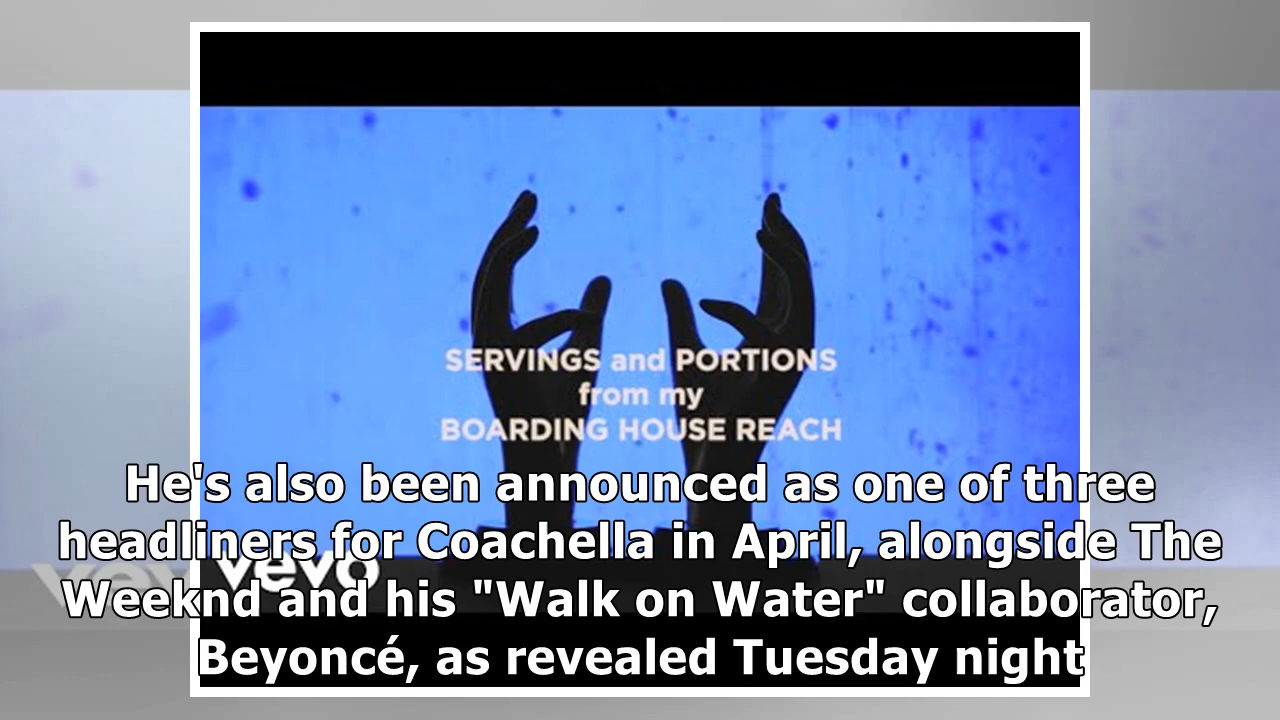 SERVINGS and PORTIONS
from my
BOARDING HOUSE REACH
He's also been announced as one of three
headliners for Coachella in April, alongside The
vevo
Weeknd and his "Walk on Water" collaborator,
Beyoncé, as revealed Tuesday night